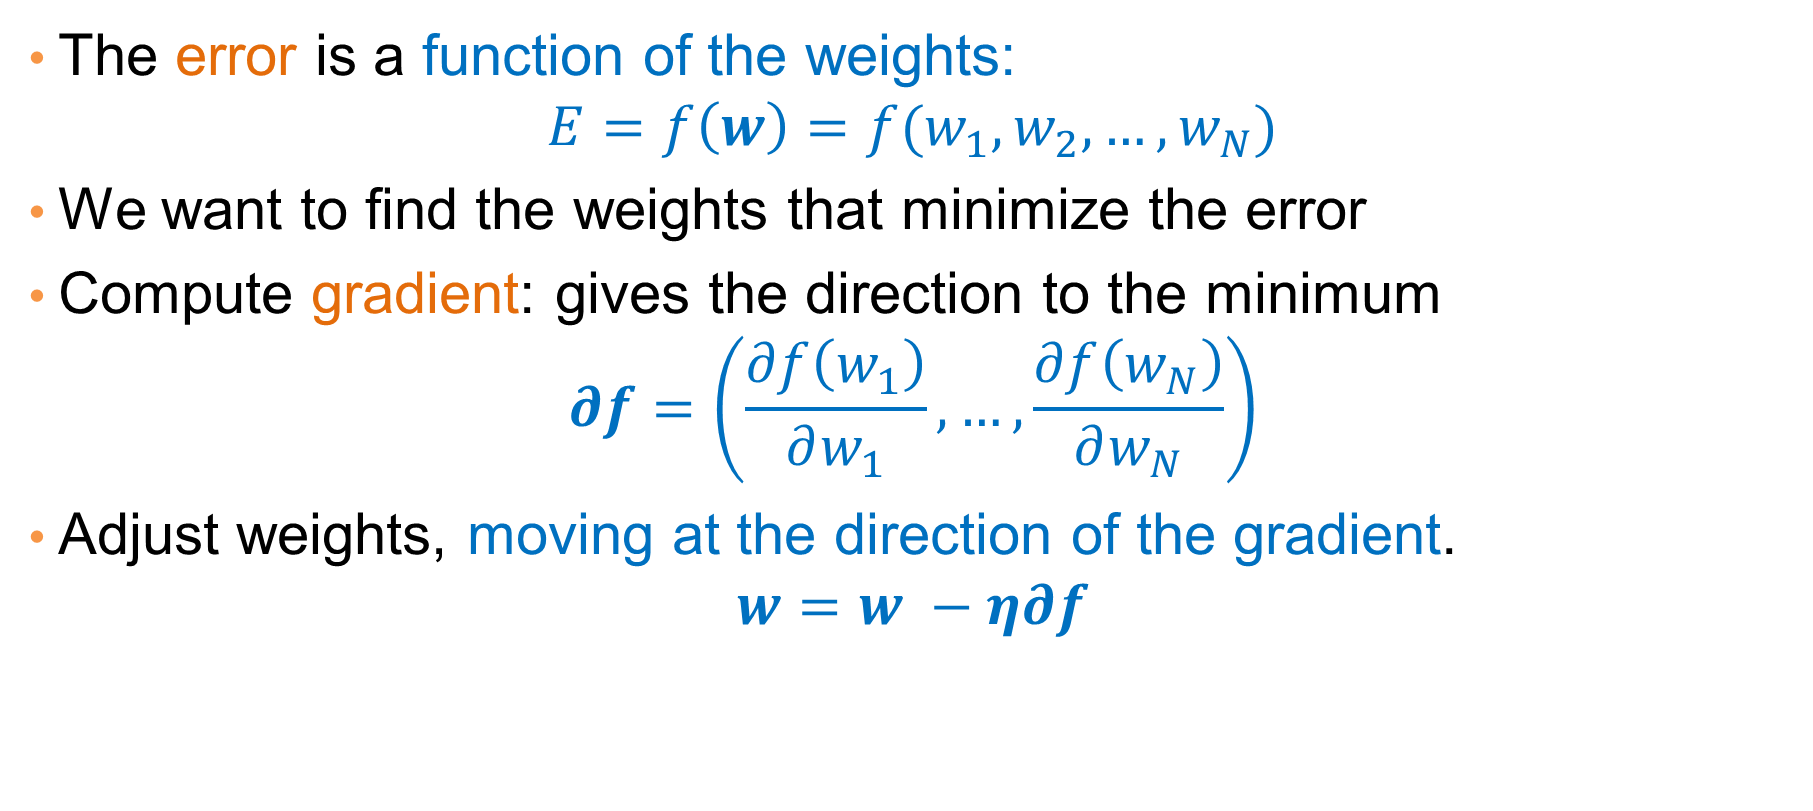 • The error is a function of the weights:
E = f(w) = f(w₁, w₂, … , w_N)
• We want to find the weights that minimize the error
• Compute gradient: gives the direction to the minimum
∂f = (∂f(w₁)/∂w₁ , … , ∂f(w_N)/∂w_N)
• Adjust weights, moving at the direction of the gradient.
w = w − η∂f